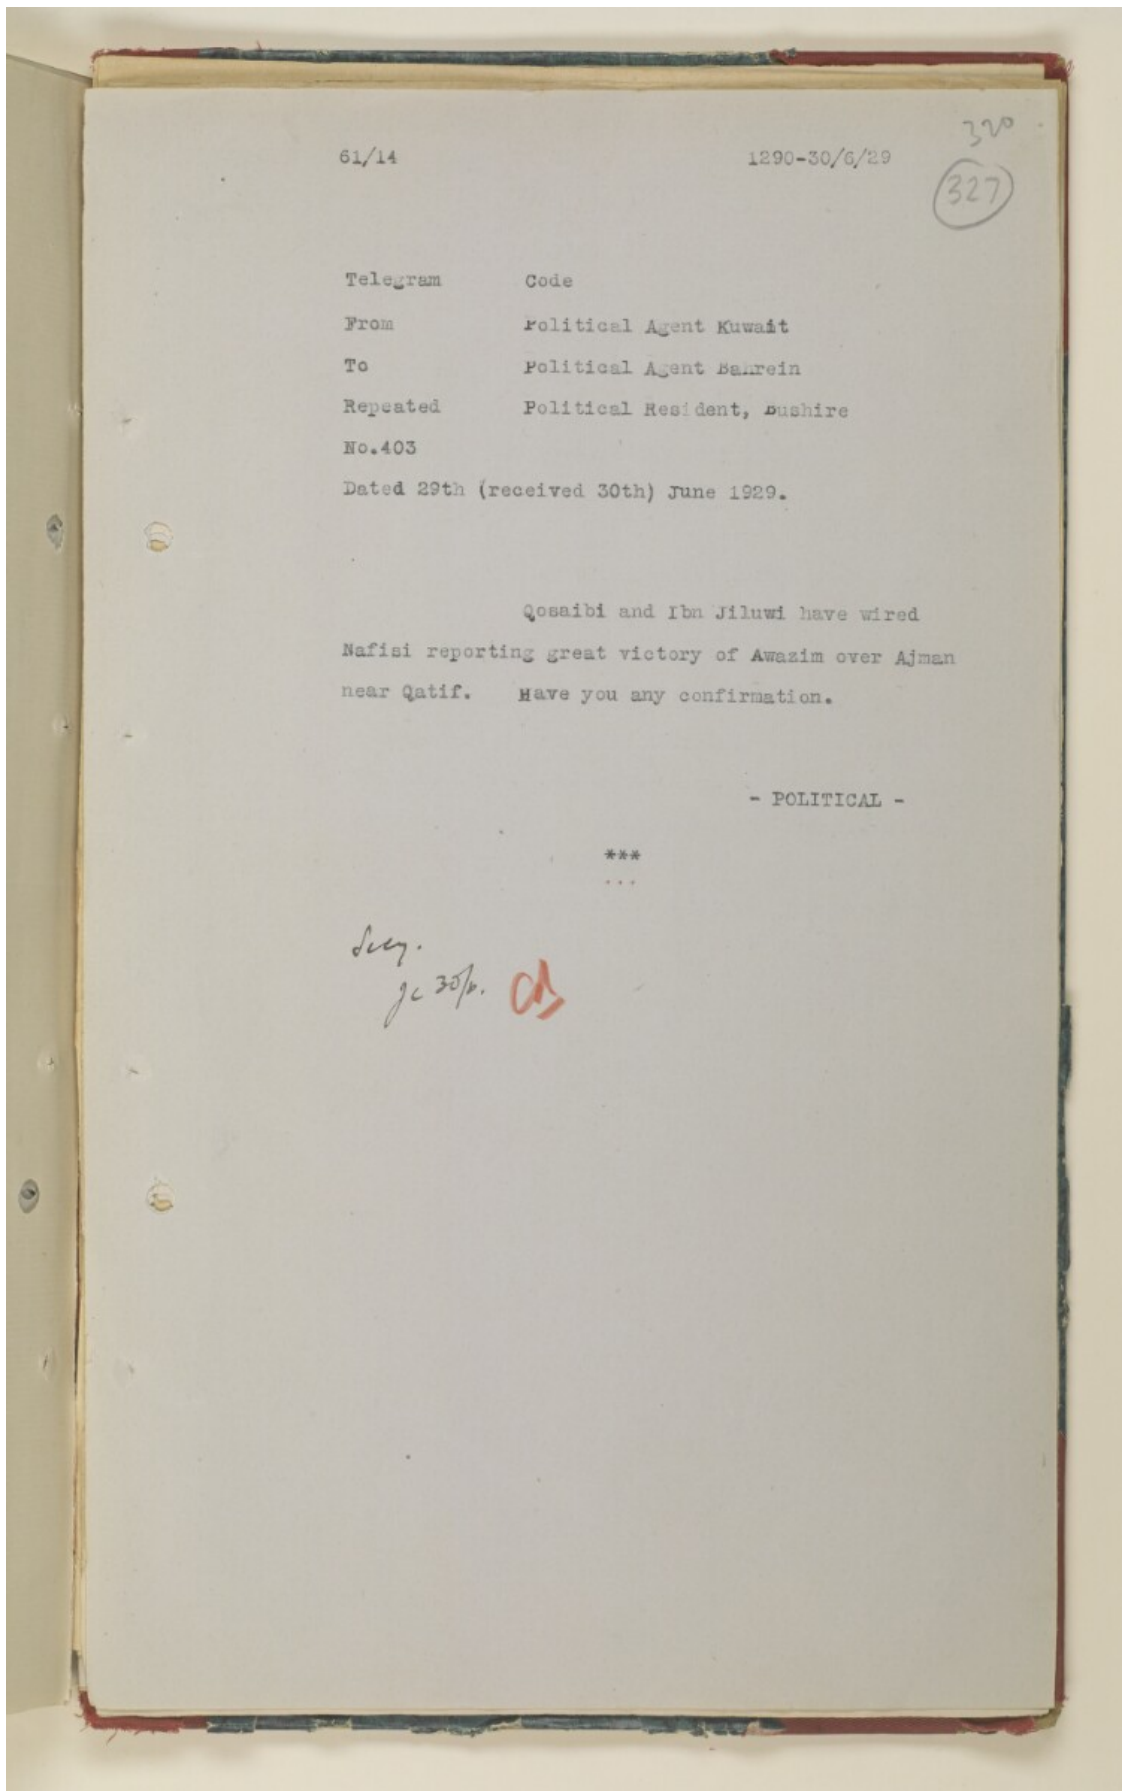 320
61/14 1290-30/6/29
327
Telegram Code
From Political Agent Kuwait
To Political Agent Bahrein
Repeated Political Resident, Bushire
No.403
Dated 29th (received 30th) June 1929.
Qosaibi and Ibn Jiluwi have wired
Nafisi reporting great victory of Awazim over Ajman
near Qatif. Have you any confirmation.
- POLITICAL -
***
...
30/6.